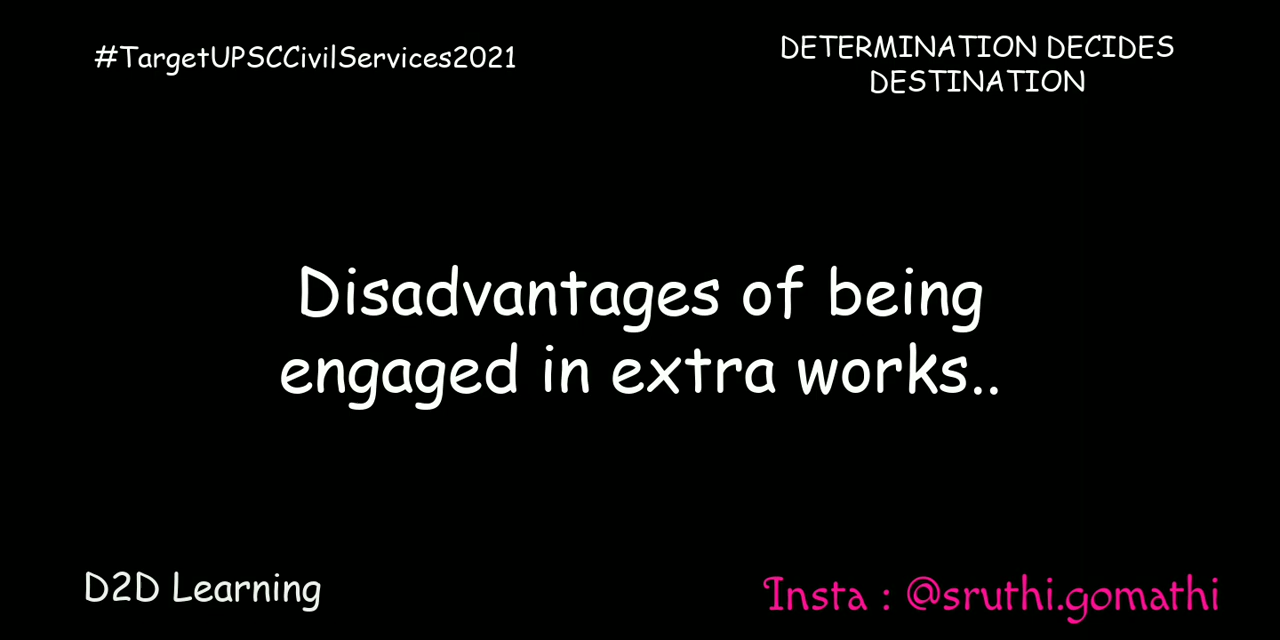 #TargetUPSCCivilServices2021
DETERMINATION DECIDES
DESTINATION
Disadvantages of being
engaged in extra works..
D2D Learning
Insta : @sruthi.gomathi